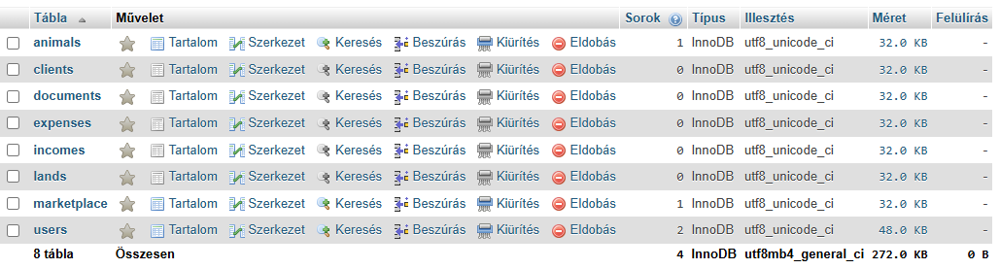 Tábla Művelet Sorok Típus Illesztés Méret Felülírás
animals Tartalom Szerkezet Keresés Beszúrás Kiürítés Eldobás 1 InnoDB utf8_unicode_ci 32.0 KB -
clients Tartalom Szerkezet Keresés Beszúrás Kiürítés Eldobás 0 InnoDB utf8_unicode_ci 32.0 KB -
documents Tartalom Szerkezet Keresés Beszúrás Kiürítés Eldobás 0 InnoDB utf8_unicode_ci 32.0 KB -
expenses Tartalom Szerkezet Keresés Beszúrás Kiürítés Eldobás 0 InnoDB utf8_unicode_ci 32.0 KB -
incomes Tartalom Szerkezet Keresés Beszúrás Kiürítés Eldobás 0 InnoDB utf8_unicode_ci 32.0 KB -
lands Tartalom Szerkezet Keresés Beszúrás Kiürítés Eldobás 0 InnoDB utf8_unicode_ci 32.0 KB -
marketplace Tartalom Szerkezet Keresés Beszúrás Kiürítés Eldobás 1 InnoDB utf8_unicode_ci 32.0 KB -
users Tartalom Szerkezet Keresés Beszúrás Kiürítés Eldobás 2 InnoDB utf8_unicode_ci 48.0 KB -
8 tábla Összesen 4 InnoDB utf8mb4_general_ci 272.0 KB 0 B